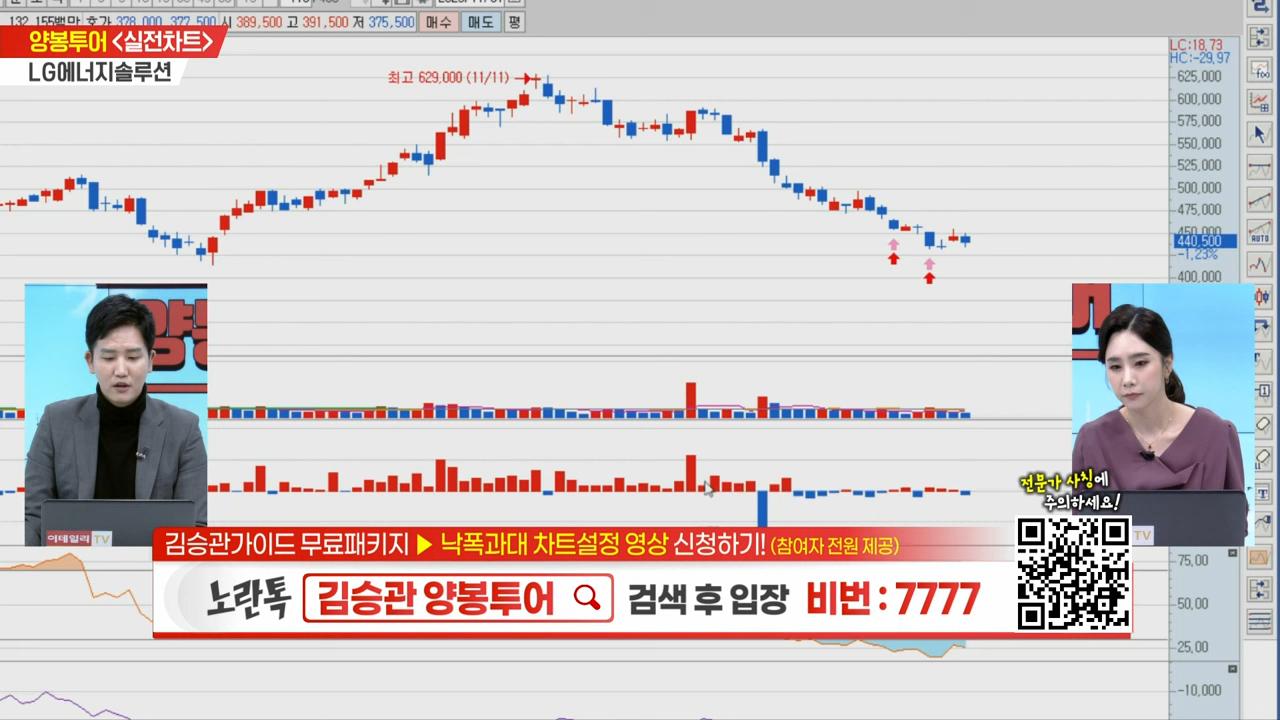 132,155백만 호가 378,000 377,500 시 389,500 고 391,500 저 375,500 매수 매도 평
양봉투어 <실전차트>
LG에너지솔루션
최고 629,000 (11/11)
LC:18,73
HC:-29,97
625,000
600,000
575,000
550,000
525,000
500,000
475,000
450,000
440,500
-1,23%
400,000
AUTO
전문가 사칭에
주의하세요!
이데일리TV
TV
김승관가이드 무료패키지 ▶ 낙폭과대 차트설정 영상 신청하기! (참여자 전원 제공)
노란톡 김승관 양봉투어 검색 후 입장 비번 : 7777
75,00
50,00
25,00
-10,000